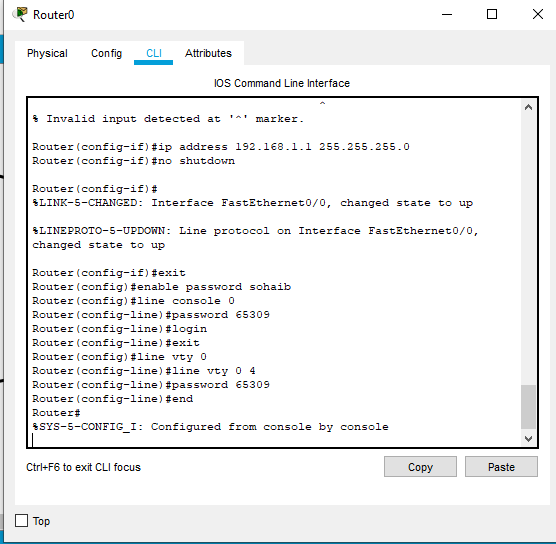 Router0
Physical Config CLI Attributes
IOS Command Line Interface
^
% Invalid input detected at '^' marker.
Router(config-if)#ip address 192.168.1.1 255.255.255.0
Router(config-if)#no shutdown
Router(config-if)#
%LINK-5-CHANGED: Interface FastEthernet0/0, changed state to up
%LINEPROTO-5-UPDOWN: Line protocol on Interface FastEthernet0/0,
changed state to up
Router(config-if)#exit
Router(config)#enable password sohaib
Router(config)#line console 0
Router(config-line)#password 65309
Router(config-line)#login
Router(config-line)#exit
Router(config)#line vty 0
Router(config-line)#line vty 0 4
Router(config-line)#password 65309
Router(config-line)#end
Router#
%SYS-5-CONFIG_I: Configured from console by console
Ctrl+F6 to exit CLI focus
Copy Paste
Top